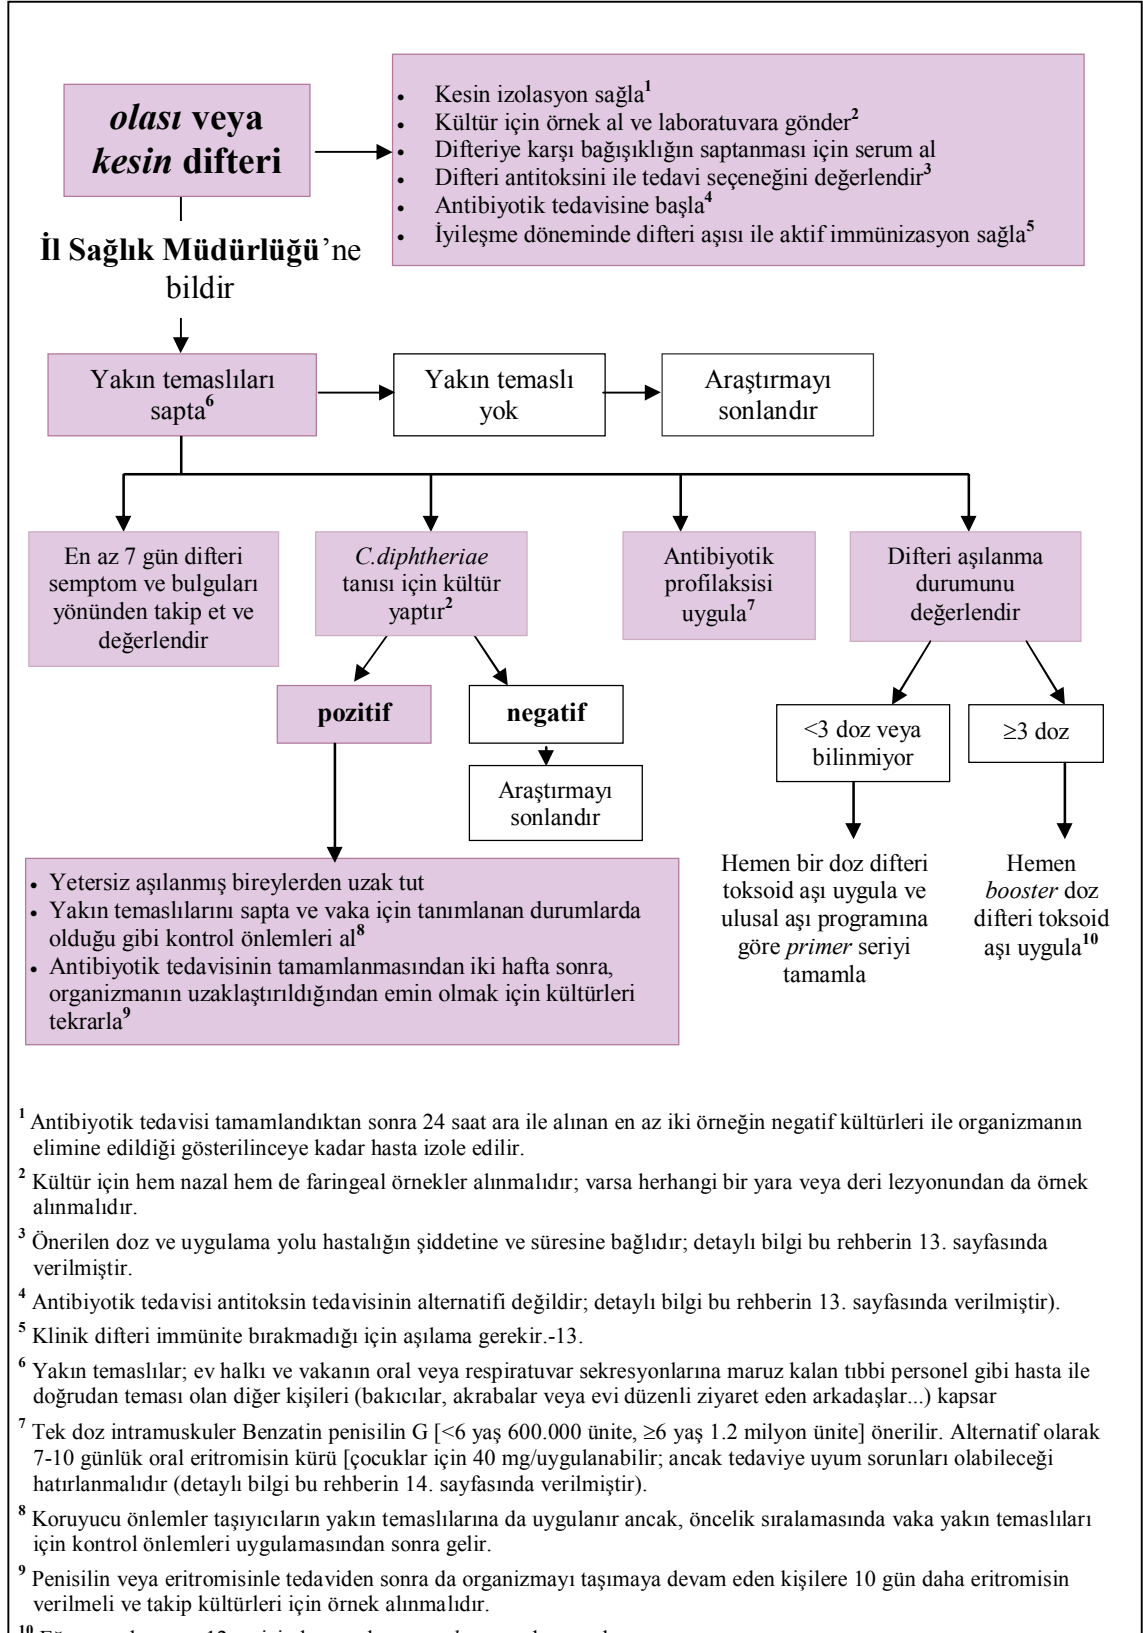 olası veya
kesin difteri
• Kesin izolasyon sağla1
• Kültür için örnek al ve laboratuvara gönder2
• Difteriye karşı bağışıklığın saptanması için serum al
• Difteri antitoksini ile tedavi seçeneğini değerlendir3
• Antibiyotik tedavisine başla4
• İyileşme döneminde difteri aşısı ile aktif immünizasyon sağla5
İl Sağlık Müdürlüğü’ne
bildir
Yakın temaslıları
sapta6
Yakın temaslı
yok
Araştırmayı
sonlandır
En az 7 gün difteri
semptom ve bulguları
yönünden takip et ve
değerlendir
C.diphtheriae
tanısı için kültür
yaptır2
Antibiyotik
profilaksisi
uygula7
Difteri aşılanma
durumunu
değerlendir
pozitif
negatif
Araştırmayı
sonlandır
<3 doz veya
bilinmiyor
≥3 doz
Hemen bir doz difteri
toksoid aşı uygula ve
ulusal aşı programına
göre primer seriyi
tamamla
Hemen
booster doz
difteri toksoid
aşı uygula10
• Yetersiz aşılanmış bireylerden uzak tut
• Yakın temaslılarını sapta ve vaka için tanımlanan durumlarda
olduğu gibi kontrol önlemleri al8
• Antibiyotik tedavisinin tamamlanmasından iki hafta sonra,
organizmanın uzaklaştırıldığından emin olmak için kültürleri
tekrarla9
1 Antibiyotik tedavisi tamamlandıktan sonra 24 saat ara ile alınan en az iki örneğin negatif kültürleri ile organizmanın
elimine edildiği gösterilinceye kadar hasta izole edilir.
2 Kültür için hem nazal hem de faringeal örnekler alınmalıdır; varsa herhangi bir yara veya deri lezyonundan da örnek
alınmalıdır.
3 Önerilen doz ve uygulama yolu hastalığın şiddetine ve süresine bağlıdır; detaylı bilgi bu rehberin 13. sayfasında
verilmiştir.
4 Antibiyotik tedavisi antitoksin tedavisinin alternatifi değildir; detaylı bilgi bu rehberin 13. sayfasında verilmiştir).
5 Klinik difteri immünite bırakmadığı için aşılama gerekir.-13.
6 Yakın temaslılar; ev halkı ve vakanın oral veya respiratuvar sekresyonlarına maruz kalan tıbbi personel gibi hasta ile
doğrudan teması olan diğer kişileri (bakıcılar, akrabalar veya evi düzenli ziyaret eden arkadaşlar...) kapsar
7 Tek doz intramuskuler Benzatin penisilin G [<6 yaş 600.000 ünite, ≥6 yaş 1.2 milyon ünite] önerilir. Alternatif olarak
7-10 günlük oral eritromisin kürü [çocuklar için 40 mg/uygulanabilir; ancak tedaviye uyum sorunları olabileceği
hatırlanmalıdır (detaylı bilgi bu rehberin 14. sayfasında verilmiştir).
8 Koruyucu önlemler taşıyıcıların yakın temaslılarına da uygulanır ancak, öncelik sıralamasında vaka yakın temaslıları
için kontrol önlemleri uygulamasından sonra gelir.
9 Penisilin veya eritromisinle tedaviden sonra da organizmayı taşımaya devam eden kişilere 10 gün daha eritromisin
verilmeli ve takip kültürleri için örnek alınmalıdır.
10